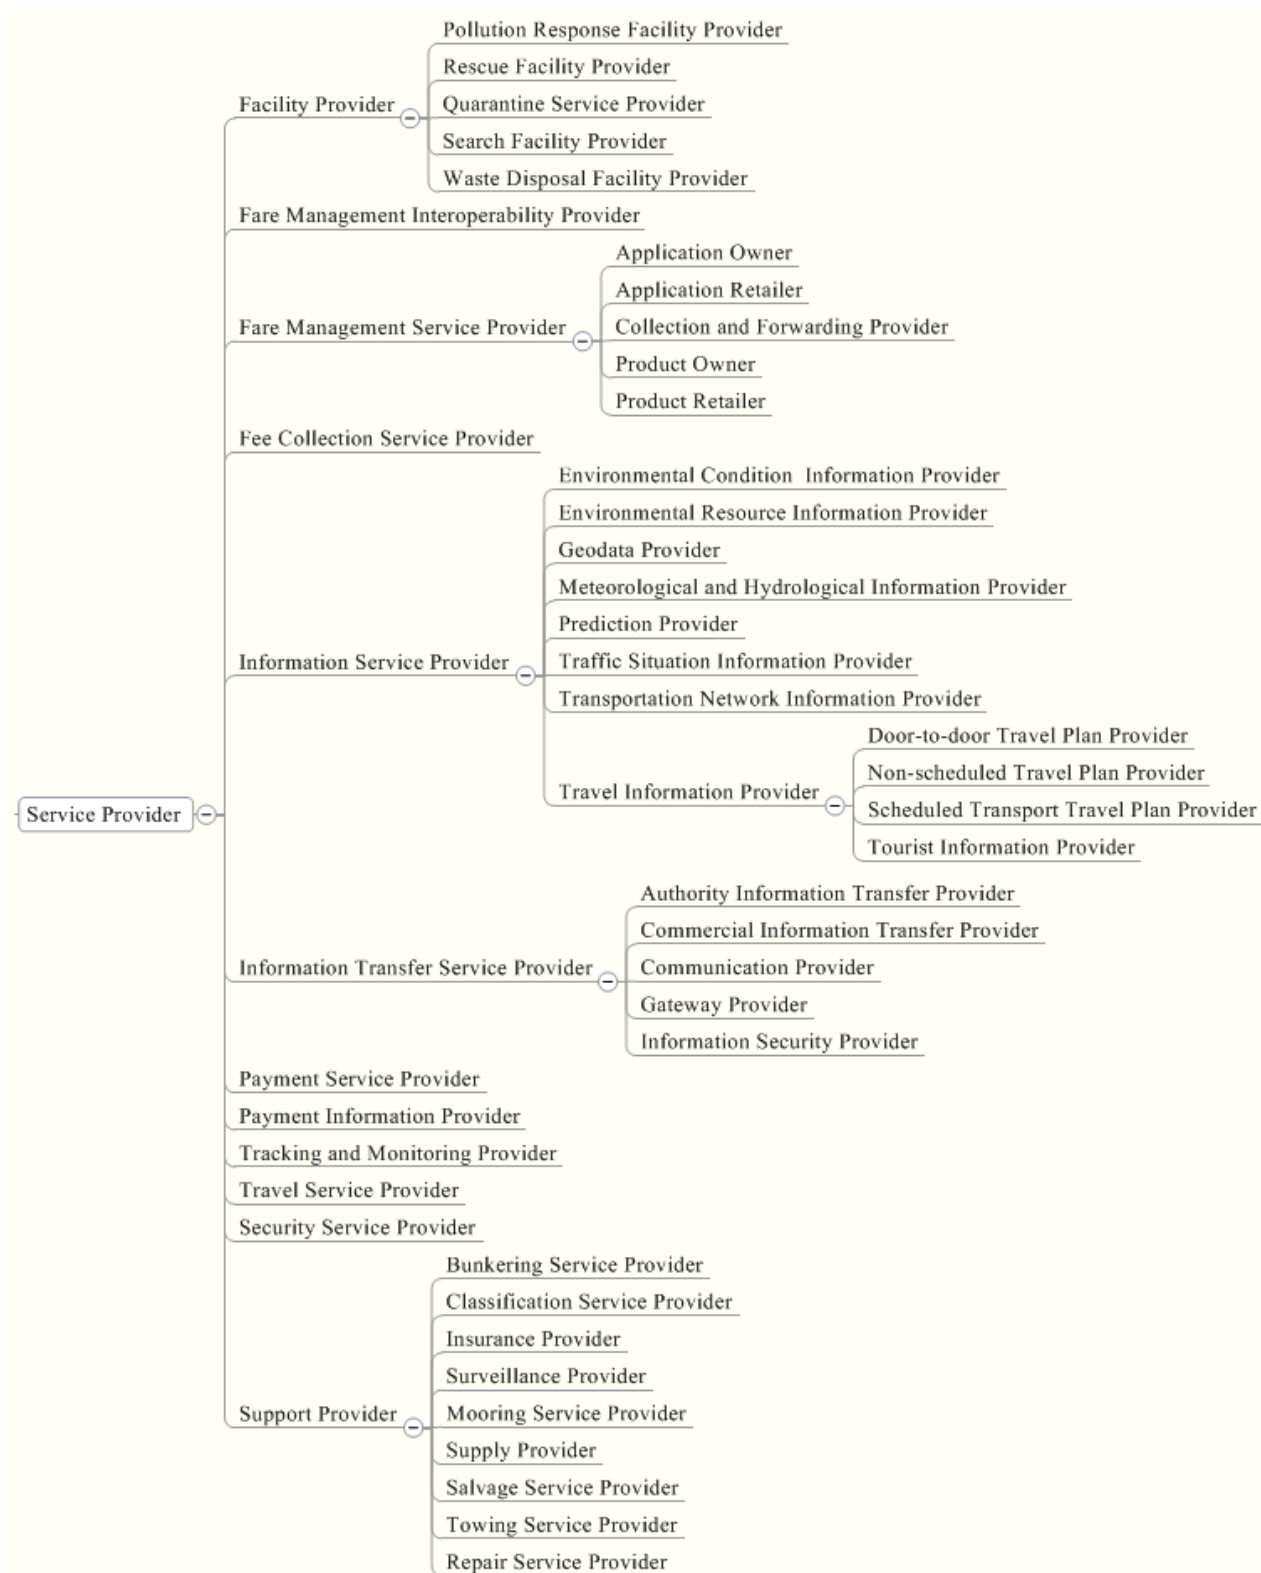 Pollution Response Facility Provider
Rescue Facility Provider
Facility Provider
Quarantine Service Provider
Search Facility Provider
Waste Disposal Facility Provider
Fare Management Interoperability Provider
Application Owner
Application Retailer
Fare Management Service Provider
Collection and Forwarding Provider
Product Owner
Product Retailer
Fee Collection Service Provider
Environmental Condition  Information Provider
Environmental Resource Information Provider
Geodata Provider
Meteorological and Hydrological Information Provider
Prediction Provider
Information Service Provider
Traffic Situation Information Provider
Transportation Network Information Provider
Door-to-door Travel Plan Provider
Non-scheduled Travel Plan Provider
Travel Information Provider
Scheduled Transport Travel Plan Provider
Service Provider
Tourist Information Provider
Authority Information Transfer Provider
Commercial Information Transfer Provider
Information Transfer Service Provider
Communication Provider
Gateway Provider
Information Security Provider
Payment Service Provider
Payment Information Provider
Tracking and Monitoring Provider
Travel Service Provider
Security Service Provider
Bunkering Service Provider
Classification Service Provider
Insurance Provider
Surveillance Provider
Support Provider
Mooring Service Provider
Supply Provider
Salvage Service Provider
Towing Service Provider
Repair Service Provider